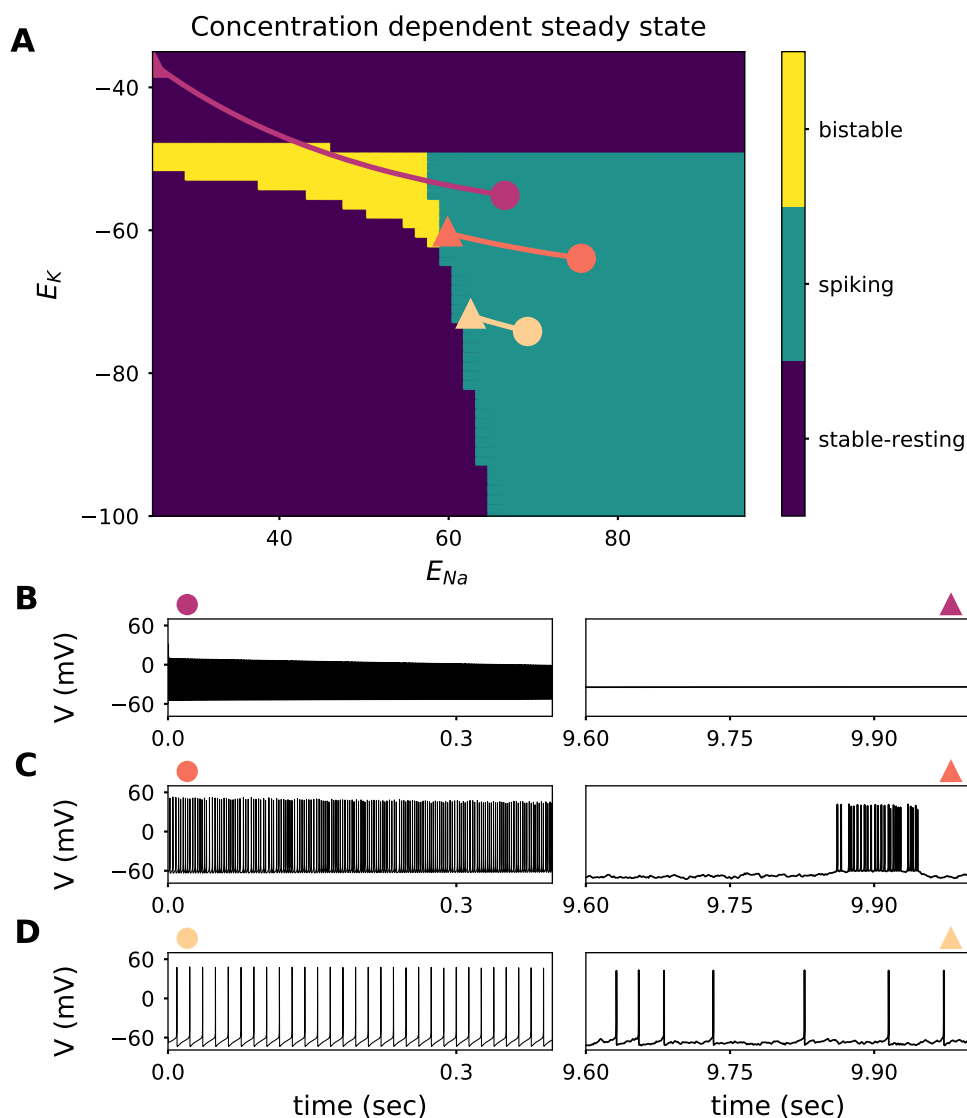 A
Concentration dependent steady state
−40
−60
−80
−100
E_K
40
60
80
E_Na
bistable
spiking
stable-resting
B
60
0
−60
V (mV)
0.0
0.3
9.60
9.75
9.90
C
60
0
−60
V (mV)
0.0
0.3
9.60
9.75
9.90
D
60
0
−60
V (mV)
0.0
0.3
9.60
9.75
9.90
time (sec)
time (sec)